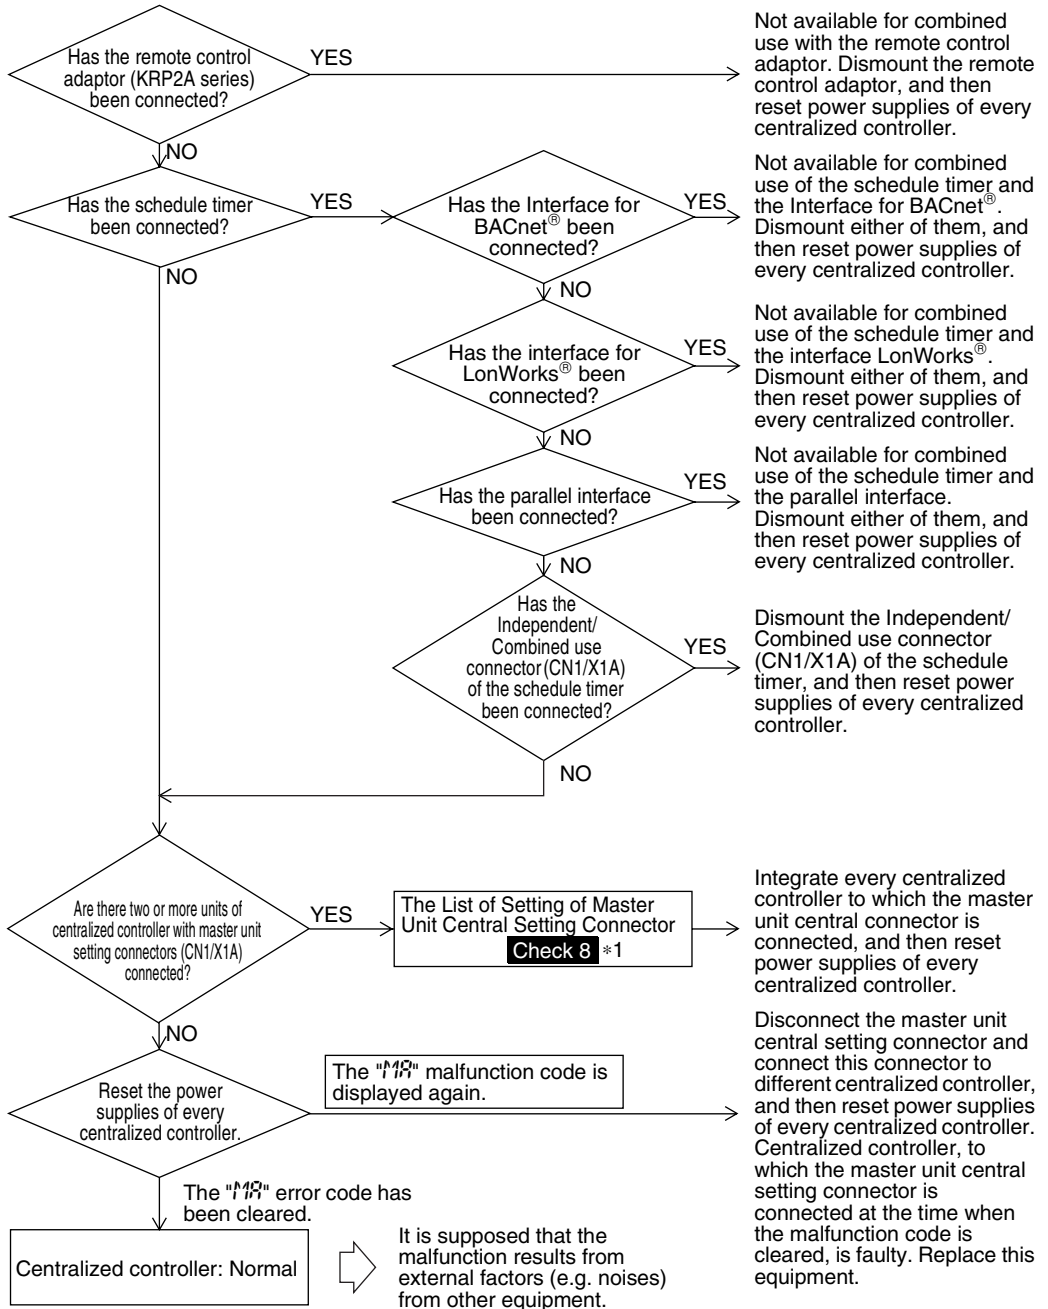 Has the remote control
adaptor (KRP2A series)
been connected?
YES
Not available for combined
use with the remote control
adaptor. Dismount the remote
control adaptor, and then
reset power supplies of every
centralized controller.
NO
Has the schedule timer
been connected?
YES
Has the Interface for
BACnet® been
connected?
YES
Not available for combined
use of the schedule timer and
the Interface for BACnet®.
Dismount either of them, and
then reset power supplies of
every centralized controller.
NO
NO
Has the interface for
LonWorks® been
connected?
YES
Not available for combined
use of the schedule timer and
the interface LonWorks®.
Dismount either of them, and
then reset power supplies of
every centralized controller.
NO
Has the parallel interface
been connected?
YES
Not available for combined
use of the schedule timer and
the parallel interface.
Dismount either of them, and
then reset power supplies of
every centralized controller.
NO
Has the
Independent/
Combined use
connector (CN1/X1A)
of the schedule timer
been connected?
YES
Dismount the Independent/
Combined use connector
(CN1/X1A) of the schedule
timer, and then reset power
supplies of every centralized
controller.
NO
Are there two or more units of
centralized controller with master unit
setting connectors (CN1/X1A)
connected?
YES
The List of Setting of Master
Unit Central Setting Connector
Check 8 *1
Integrate every centralized
controller to which the master
unit central connector is
connected, and then reset
power supplies of every
centralized controller.
NO
Reset the power
supplies of every
centralized controller.
The "MA" malfunction code is
displayed again.
Disconnect the master unit
central setting connector and
connect this connector to
different centralized controller,
and then reset power supplies
of every centralized controller.
Centralized controller, to
which the master unit central
setting connector is
connected at the time when
the malfunction code is
cleared, is faulty. Replace this
equipment.
The "MA" error code has
been cleared.
Centralized controller: Normal
It is supposed that the
malfunction results from
external factors (e.g. noises)
from other equipment.